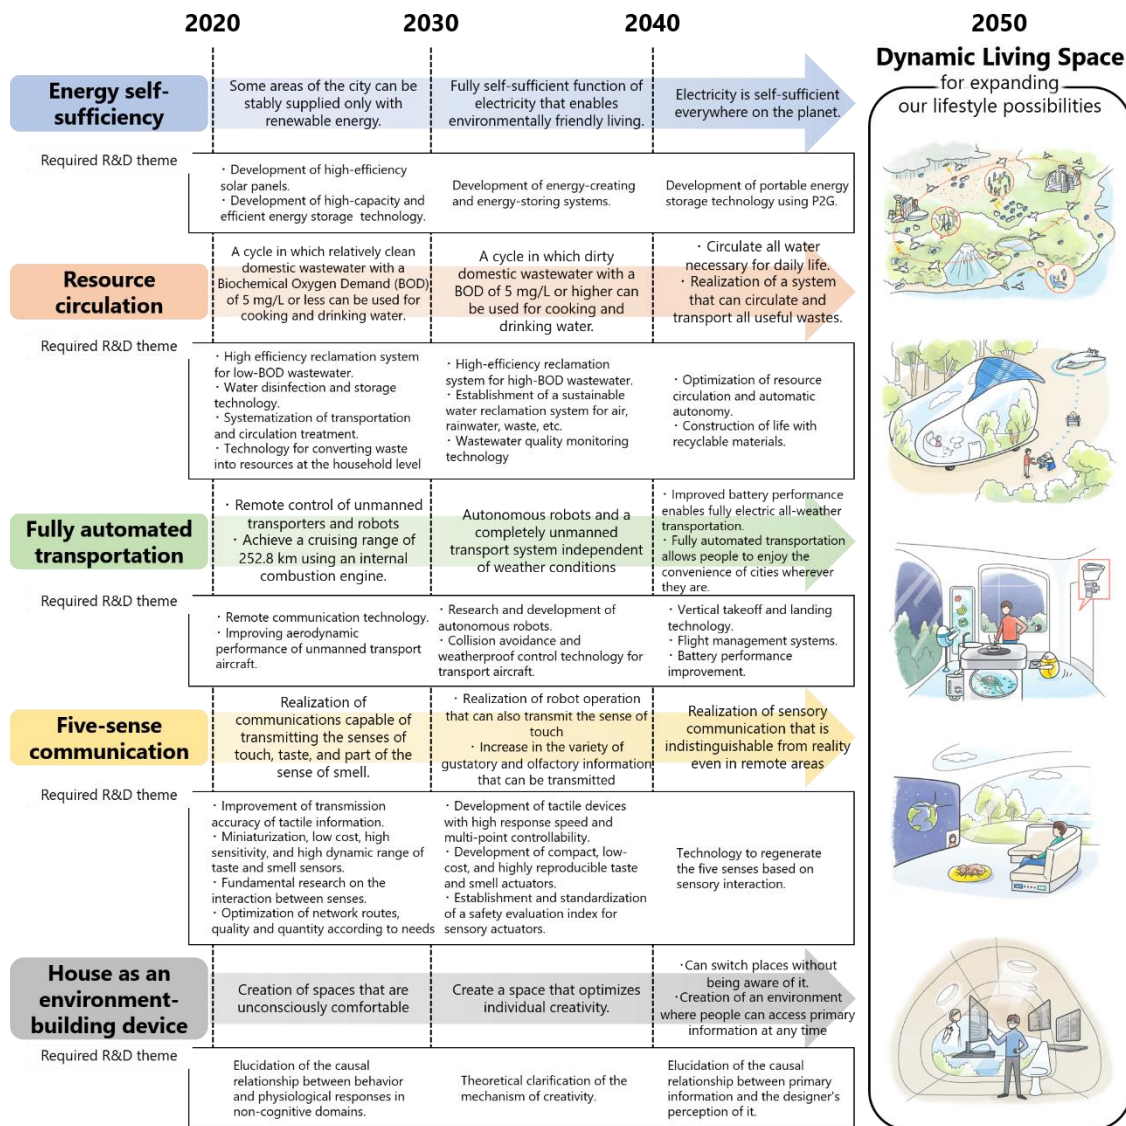 2020
2030
2040
2050
Dynamic Living Space
for expanding
our lifestyle possibilities
Energy self-
sufficiency
Some areas of the city can be
stably supplied only with
renewable energy.
Fully self-sufficient function of
electricity that enables
environmentally friendly living.
Electricity is self-sufficient
everywhere on the planet.
Required R&D theme
・Development of high-efficiency
solar panels.
・Development of high-capacity and
efficient energy storage technology.
Development of energy-creating
and energy-storing systems.
Development of portable energy
storage technology using P2G.
Resource
circulation
A cycle in which relatively clean
domestic wastewater with a
Biochemical Oxygen Demand (BOD)
of 5 mg/L or less can be used for
cooking and drinking water.
A cycle in which dirty
domestic wastewater with a
BOD of 5 mg/L or higher can
be used for cooking and
drinking water.
・Circulate all water
necessary for daily life.
・Realization of a system
that can circulate and
transport all useful wastes.
Required R&D theme
・High efficiency reclamation system
for low-BOD wastewater.
・Water disinfection and storage
technology.
・Systematization of transportation
and circulation treatment.
・Technology for converting waste
into resources at the household level
・High-efficiency reclamation
system for high-BOD wastewater.
・Establishment of a sustainable
water reclamation system for air,
rainwater, waste, etc.
・Wastewater quality monitoring
technology
・Optimization of resource
circulation and automatic
autonomy.
・Construction of life with
recyclable materials.
Fully automated
transportation
・Remote control of unmanned
transporters and robots
・Achieve a cruising range of
252.8 km using an internal
combustion engine.
Autonomous robots and a
completely unmanned
transport system independent
of weather conditions
・Improved battery performance
enables fully electric all-weather
transportation.
・Fully automated transportation
allows people to enjoy the
convenience of cities wherever
they are.
Required R&D theme
・Remote communication technology.
・Improving aerodynamic
performance of unmanned transport
aircraft.
・Research and development of
autonomous robots.
・Collision avoidance and
weatherproof control technology for
transport aircraft.
・Vertical takeoff and landing
technology.
・Flight management systems.
・Battery performance
improvement.
Five-sense
communication
Realization of
communications capable of
transmitting the senses of
touch, taste, and part of the
sense of smell.
・Realization of robot operation
that can also transmit the sense of
touch
・Increase in the variety of
gustatory and olfactory information
that can be transmitted
Realization of sensory
communication that is
indistinguishable from reality
even in remote areas
Required R&D theme
・Improvement of transmission
accuracy of tactile information.
・Miniaturization, low cost, high
sensitivity, and high dynamic range of
taste and smell sensors.
・Fundamental research on the
interaction between senses.
・Optimization of network routes,
quality and quantity according to needs
・Development of tactile devices
with high response speed and
multi-point controllability.
・Development of compact, low-
cost, and highly reproducible taste
and smell actuators.
・Establishment and standardization
of a safety evaluation index for
sensory actuators.
Technology to regenerate
the five senses based on
sensory interaction.
House as an
environment-
building device
Creation of spaces that are
unconsciously comfortable
Create a space that optimizes
individual creativity.
・Can switch places without
being aware of it.
・Creation of an environment
where people can access primary
information at any time
Required R&D theme
Elucidation of the causal
relationship between behavior
and physiological responses in
non-cognitive domains.
Theoretical clarification of the
mechanism of creativity.
Elucidation of the causal
relationship between primary
information and the designer's
perception of it.